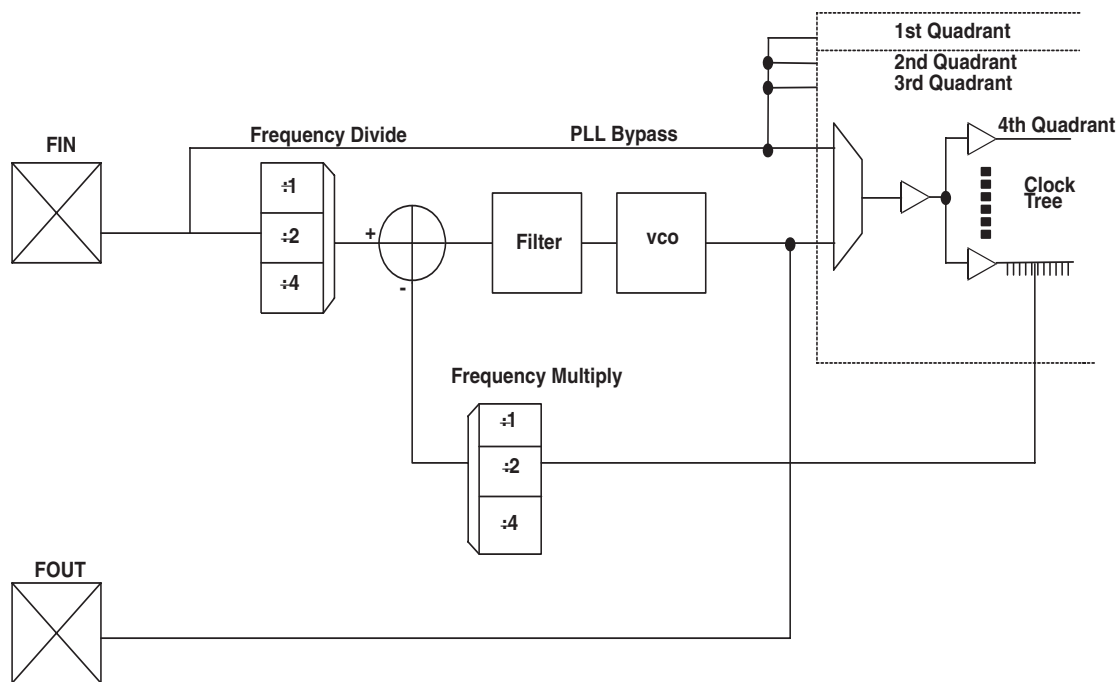 1st Quadrant
2nd Quadrant
3rd Quadrant
4th Quadrant
FIN
Frequency Divide
PLL Bypass
÷1
÷2
÷4
+
-
Filter
vco
Clock
Tree
Frequency Multiply
÷1
÷2
÷4
FOUT